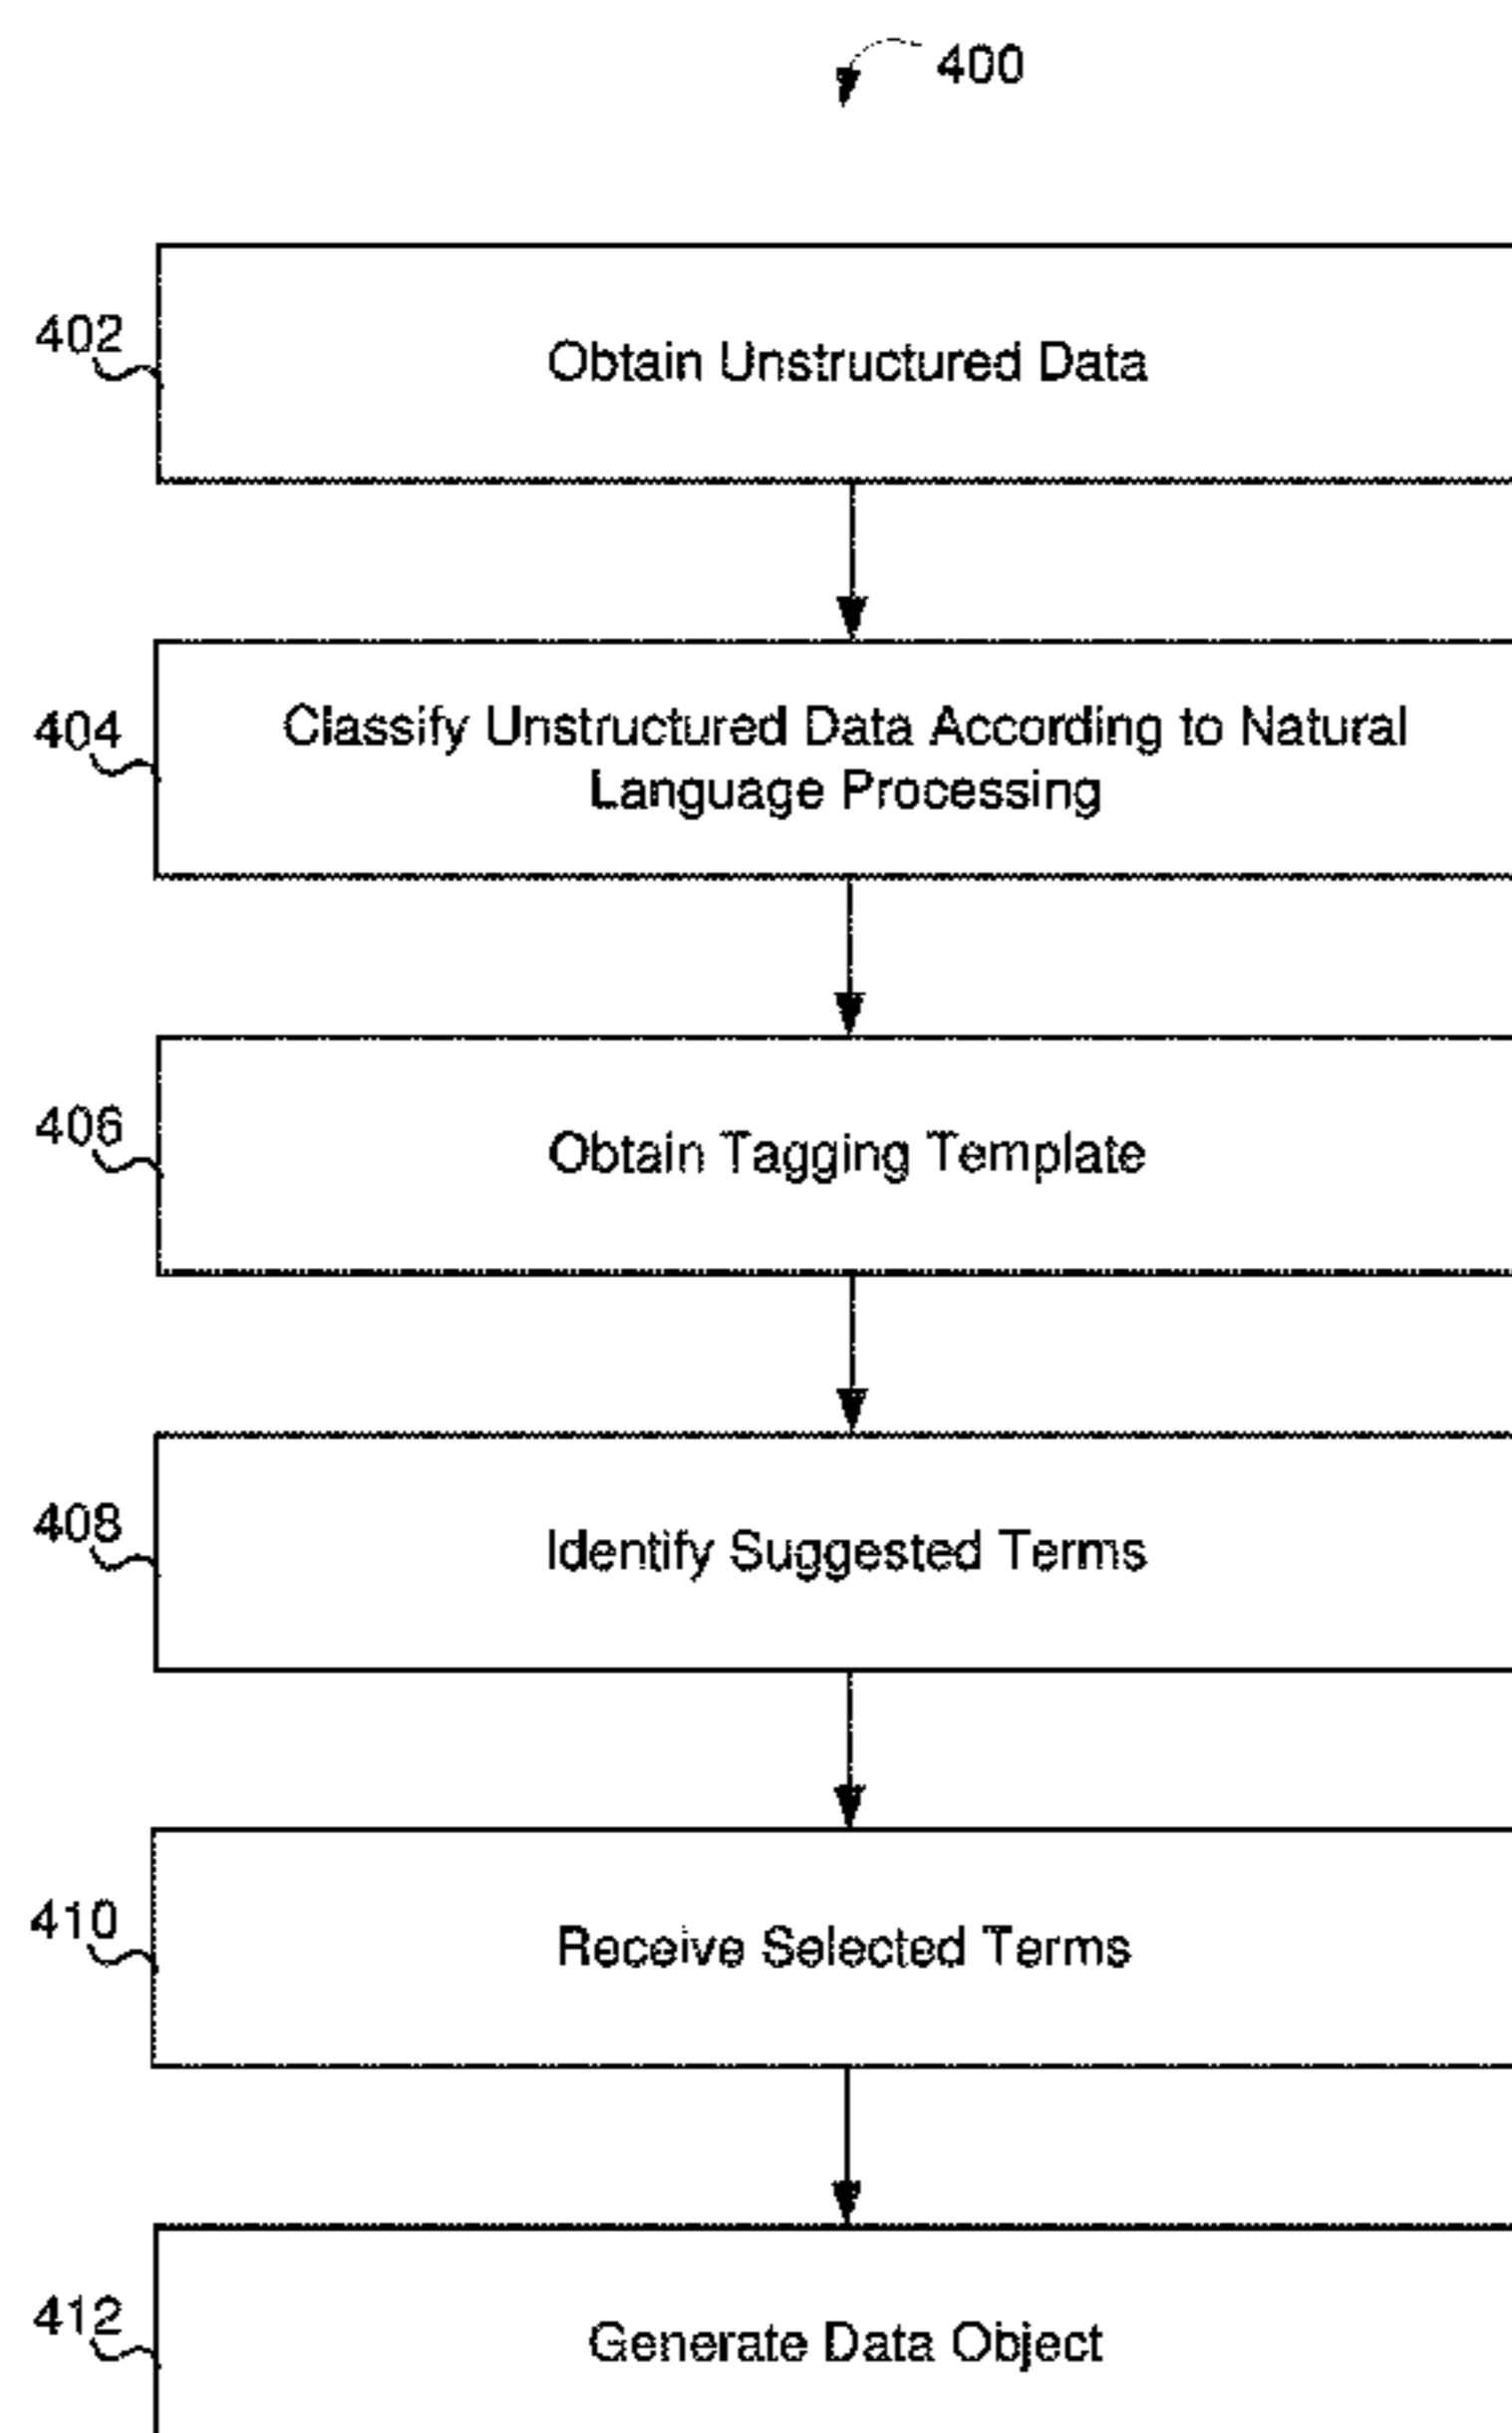 400
402
Obtain Unstructured Data
404
Classify Unstructured Data According to Natural
Language Processing
406
Obtain Tagging Template
408
Identify Suggested Terms
410
Receive Selected Terms
412
Generate Data Object